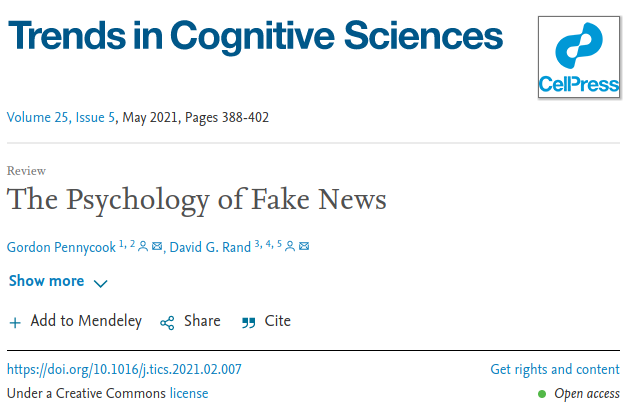 Trends in Cognitive Sciences
CellPress
Volume 25, Issue 5, May 2021, Pages 388-402
Review
The Psychology of Fake News
Gordon Pennycook 1, 2, David G. Rand 3, 4, 5
Show more
Add to Mendeley Share Cite
https://doi.org/10.1016/j.tics.2021.02.007 Get rights and content
Under a Creative Commons license Open access